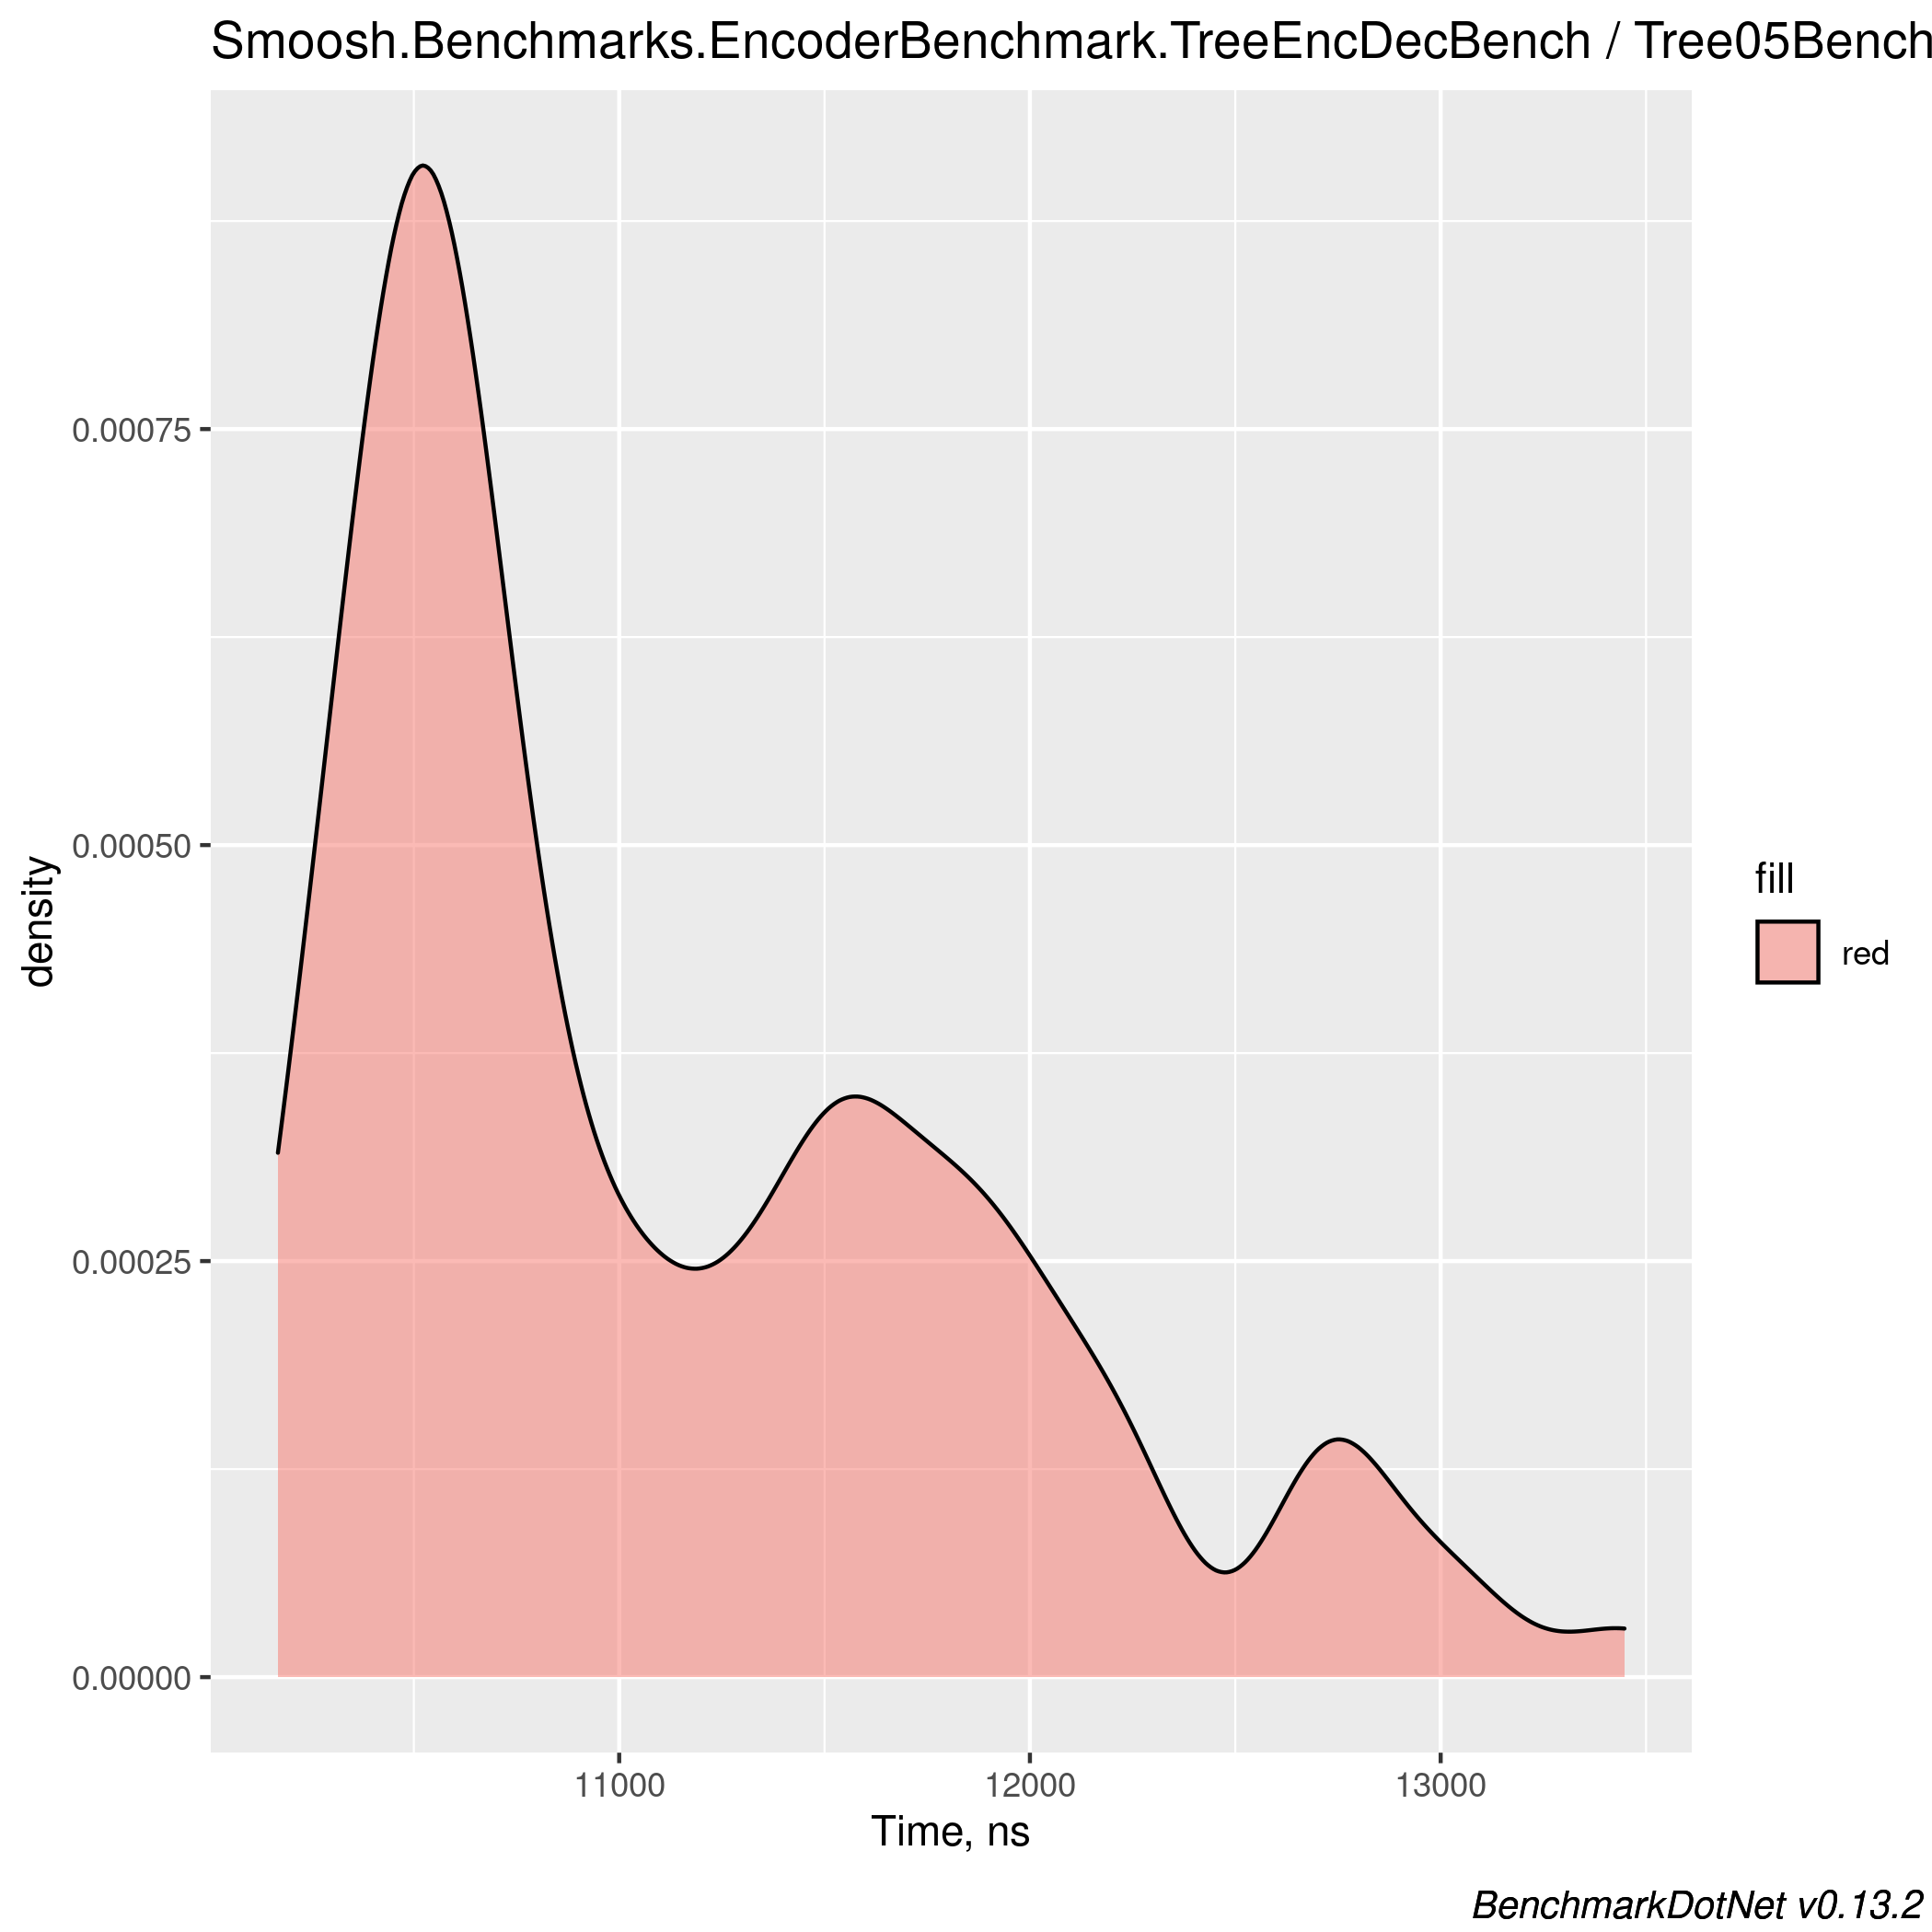 Smoosh.Benchmarks.EncoderBenchmark.TreeEncDecBench / Tree05Bench
density
0.00075
0.00050
0.00025
0.00000
11000 12000 13000
Time, ns
fill
red
BenchmarkDotNet v0.13.2